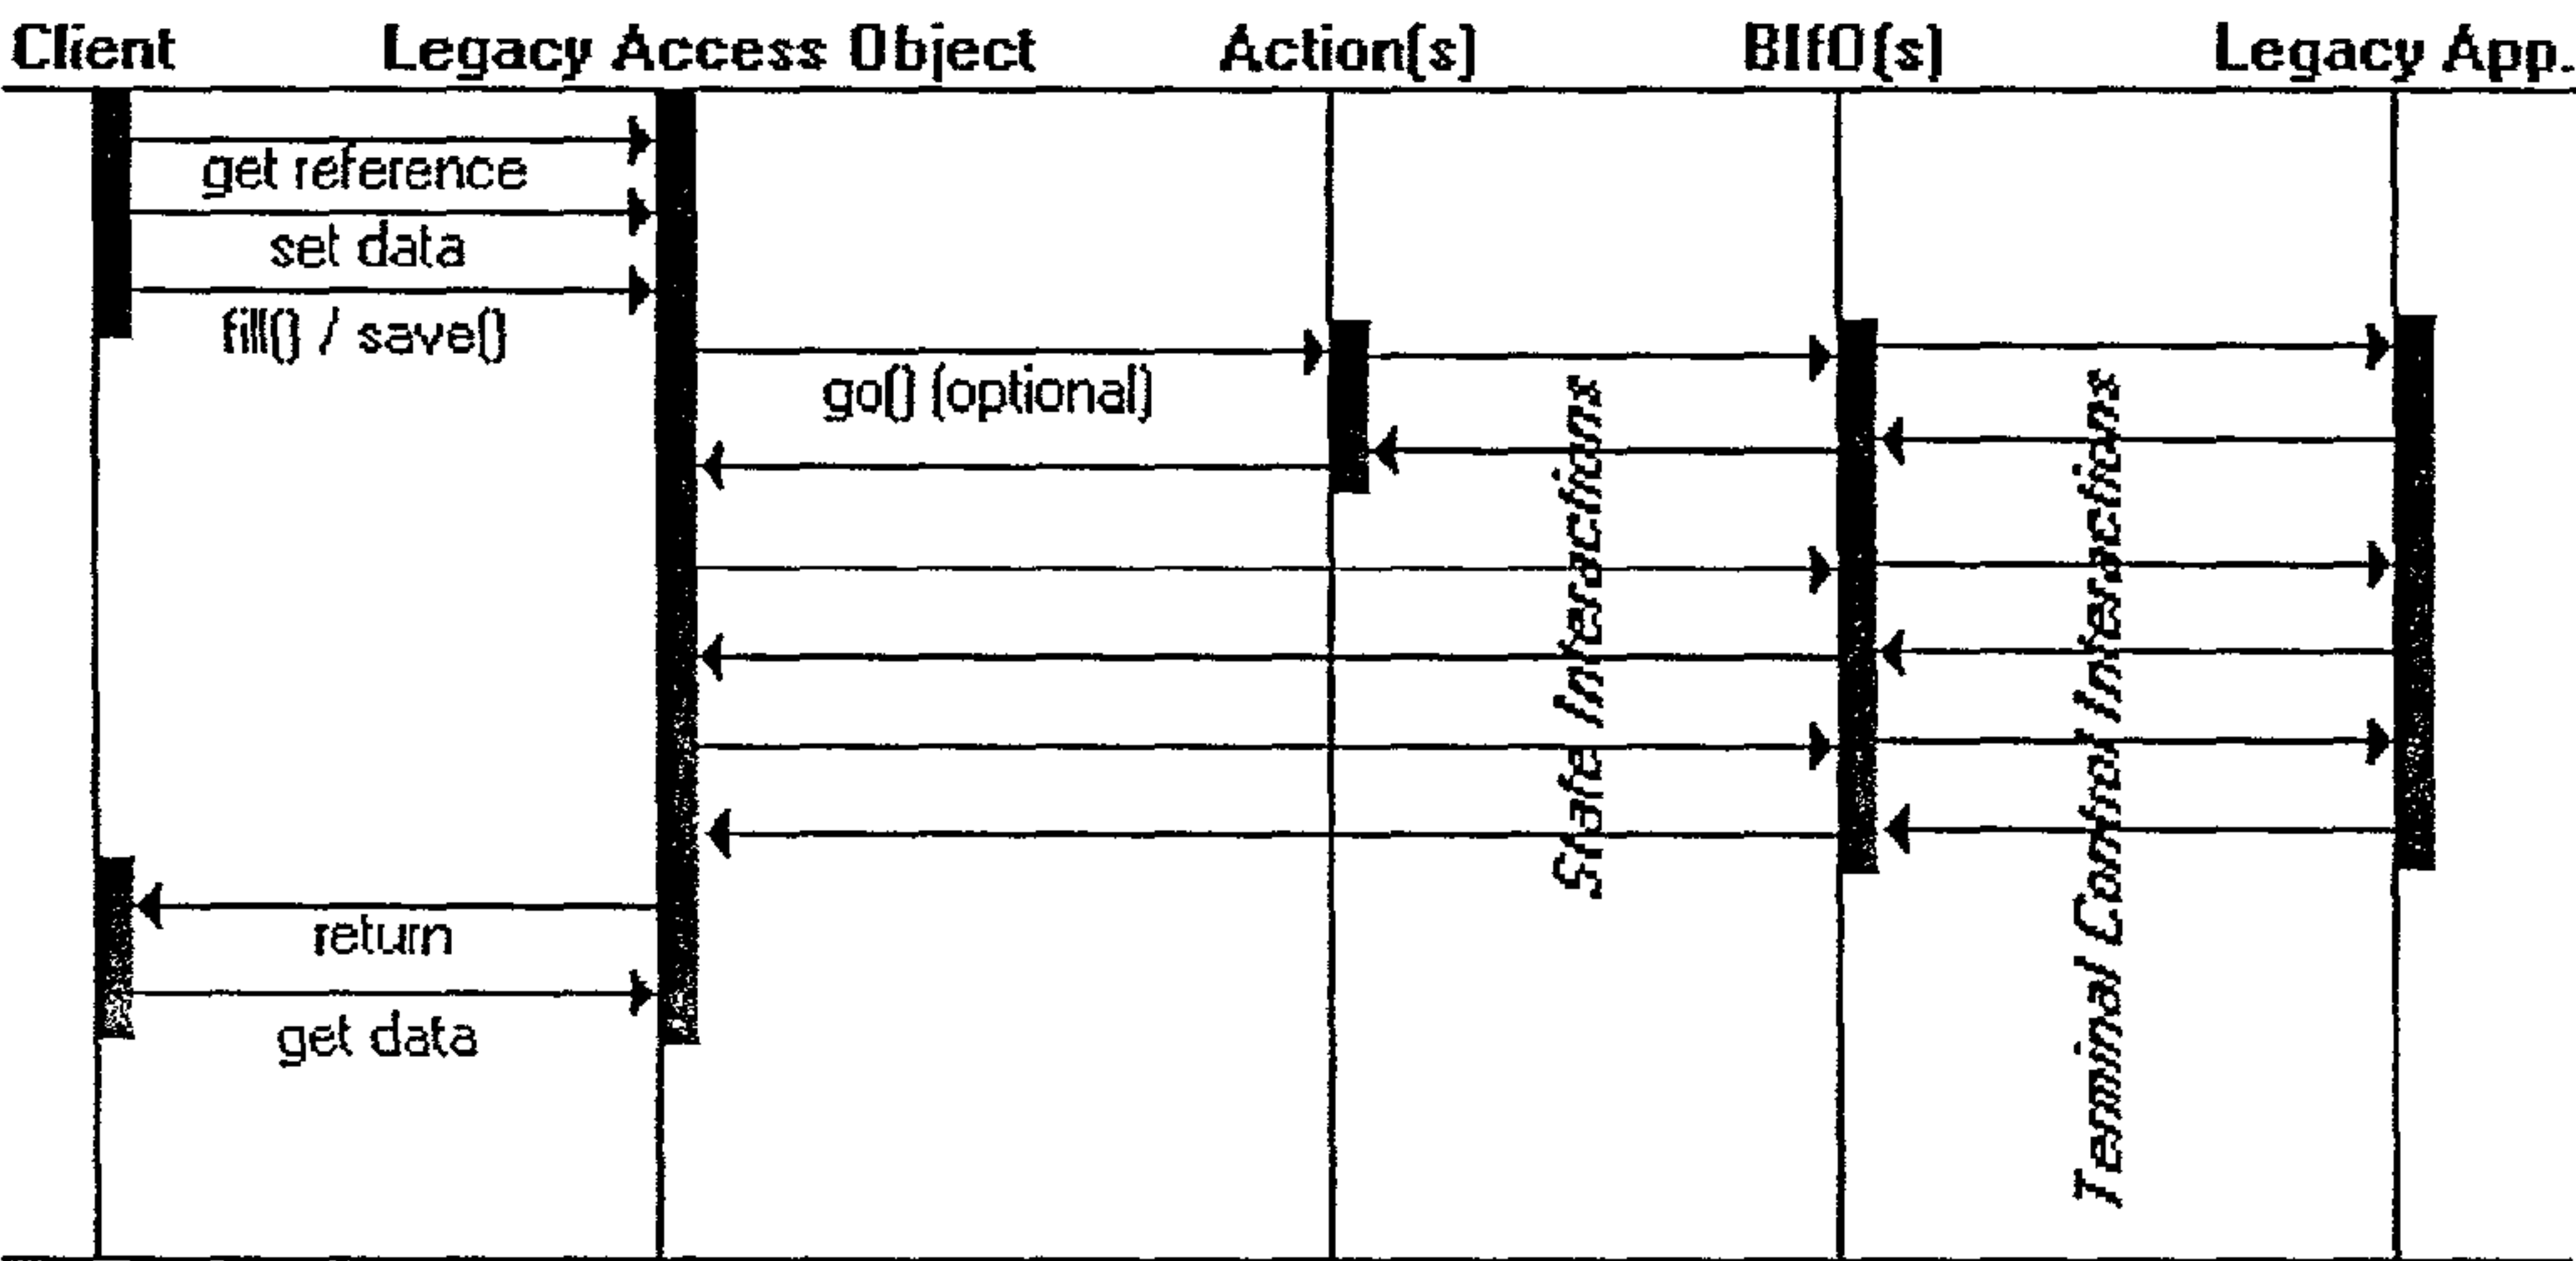 Client
Legacy Access Object
Action(s)
BIfO(s)
Legacy App.
get reference
set data
fill() / save()
go() (optional)
State Interactions
Terminal Control Interactions
return
get data